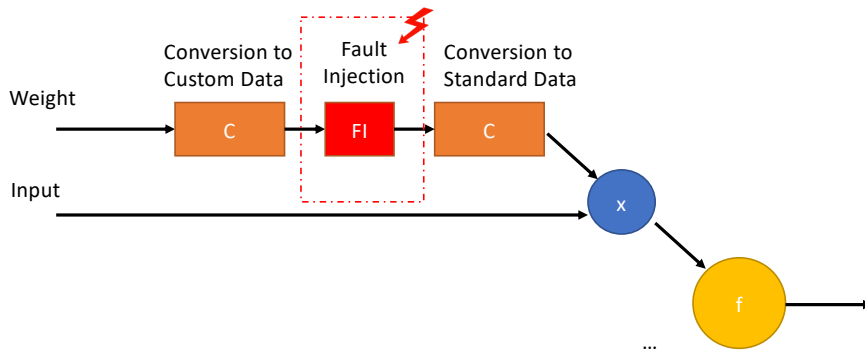 Conversion to
Custom Data
Fault
Injection
Conversion to
Standard Data
Weight
C
FI
C
Input
x
f
...